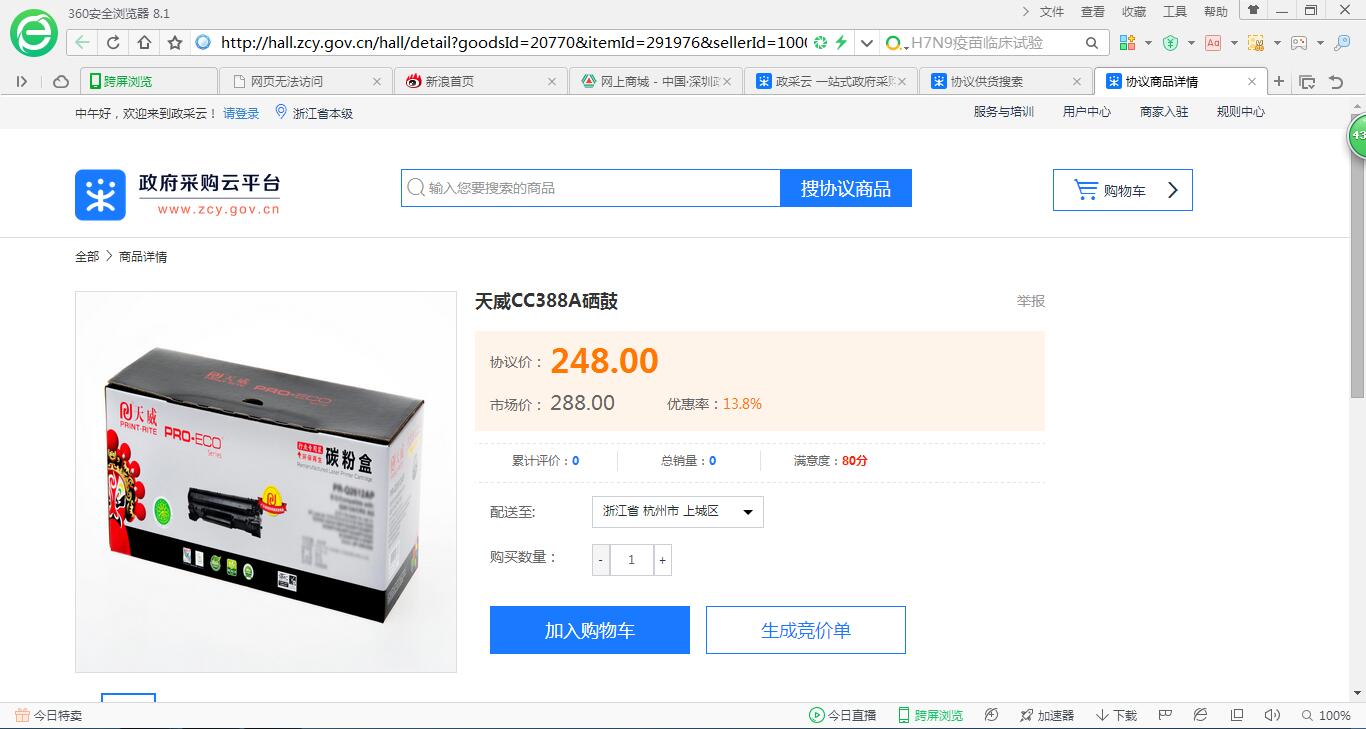 360安全浏览器 8.1
文件 查看 收藏 工具 帮助
http://hall.zcy.gov.cn/hall/detail?goodsId=20770&itemId=291976&sellerId=1000
H7N9疫苗临床试验
跨屏浏览
网页无法访问
新浪首页
网上商城 - 中国·深圳政
政采云 一站式政府采购
协议供货搜索
协议商品详情
中午好，欢迎来到政采云！ 请登录 浙江省本级
服务与培训 用户中心 商家入驻 规则中心
政府采购云平台
www.zcy.gov.cn
输入您要搜索的商品
搜协议商品
购物车
全部 > 商品详情
天威CC388A硒鼓
举报
协议价： 248.00
市场价： 288.00 优惠率：13.8%
累计评价：0 总销量：0 满意度：80分
配送至: 浙江省 杭州市 上城区
购买数量： - 1 +
加入购物车 生成竞价单
天威 PRO-ECO
天威
PRINT-RITE
PRO-ECO
Series
碳粉盒
Remanufactured Laser Printer Cartridge
今日特卖
今日直播 跨屏浏览 加速器 下载 100%
43